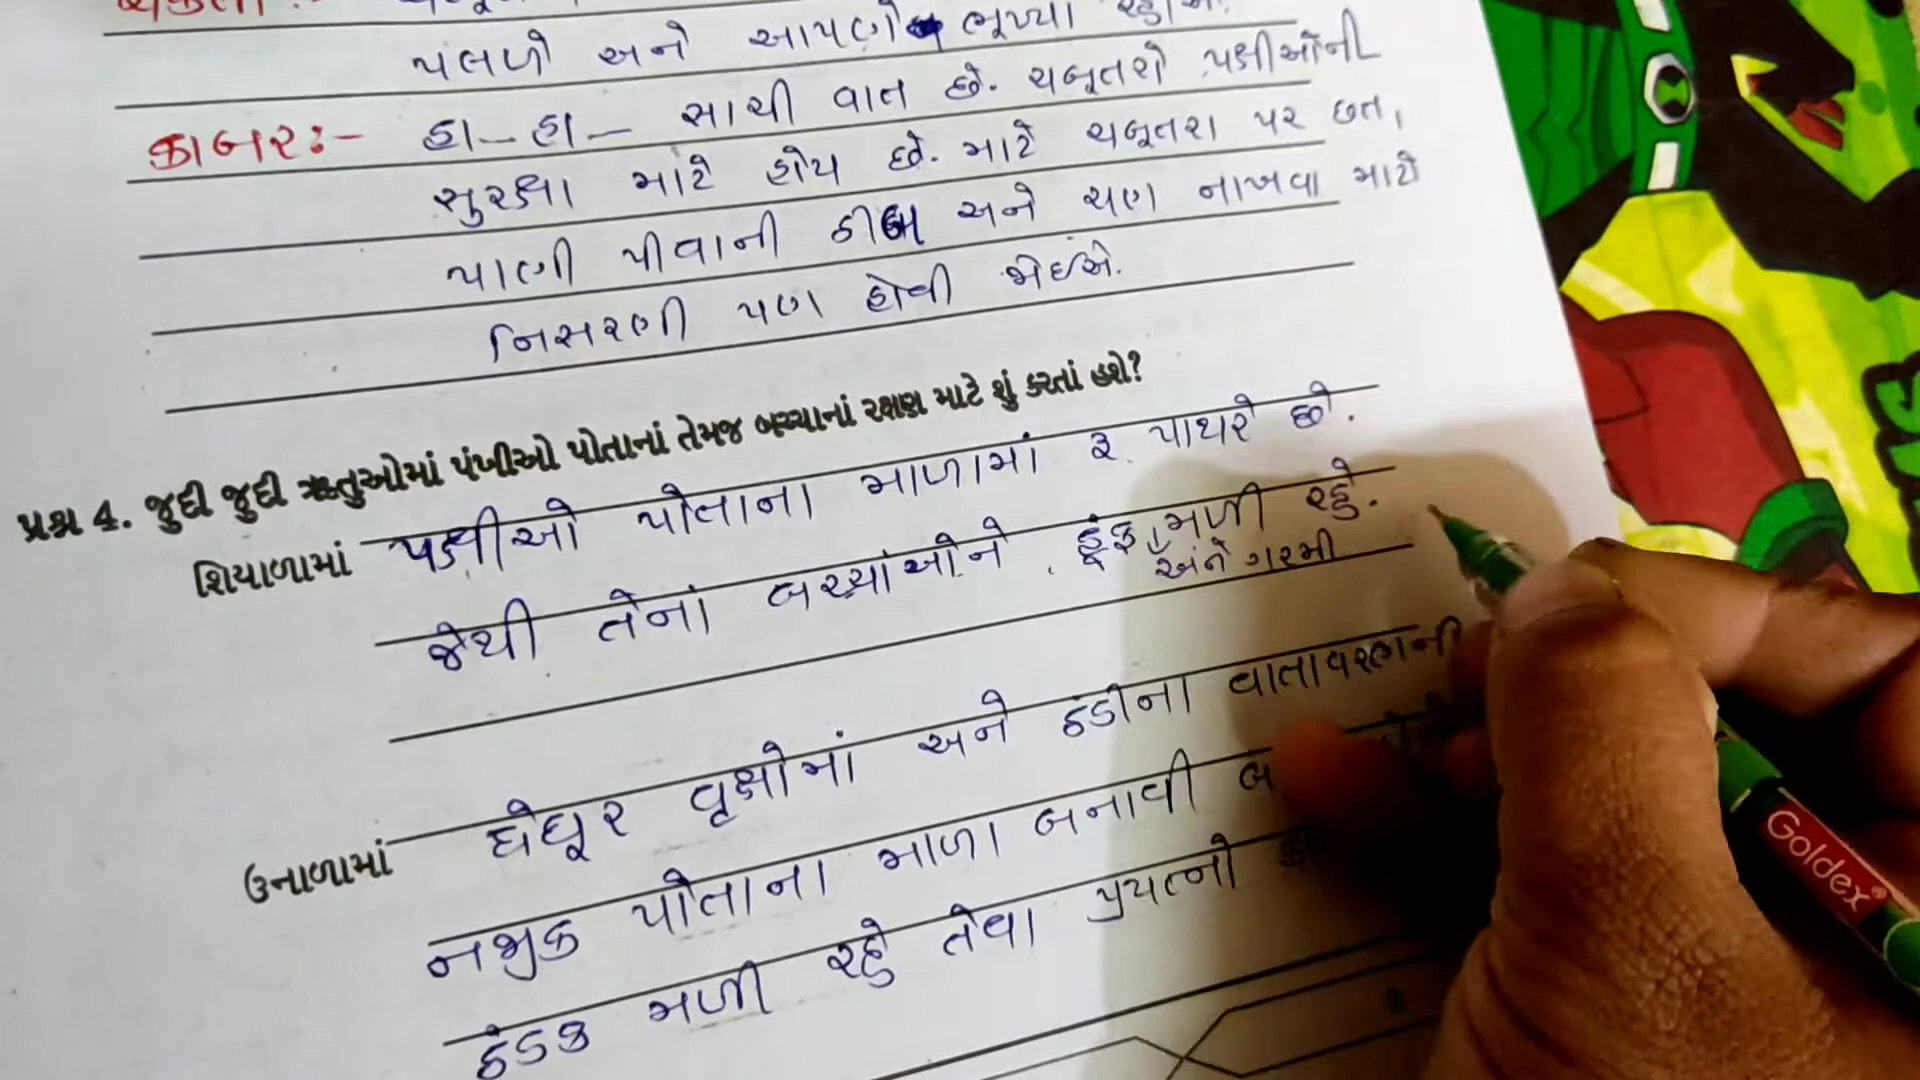 પલળો અને આપણે ભૂખ્યા
કાબર:- હા-હા- સાચી વાત છે. ચબૂતરો પક્ષીઓની
સુરક્ષા માટે હોય છે. માટે ચબૂતરા પર છત,
પાણી પીવાની ઠીબ અને ચણ નાખવા માટે
નિસરણી પણ હોવી જોઈએ.
પ્રશ્ન 4. જુદી જુદી ઋતુઓમાં પંખીઓ પોતાનાં તેમજ બચ્ચાનાં રક્ષણ માટે શું કરતાં હશે?
શિયાળામાં પક્ષીઓ પોતાના માળામાં રૂ પાથરે છે.
જેથી તેનાં બચ્ચાંઓને હૂંફ મળી રહે.
અને ગરમી
ઉનાળામાં ઘેઘૂર વૃક્ષોમાં અને ઠંડીના વાતાવરણની
નજીક પોતાના માળા બનાવી
ઠંડક મળી રહે તેવા પ્રયત્નો
Goldex